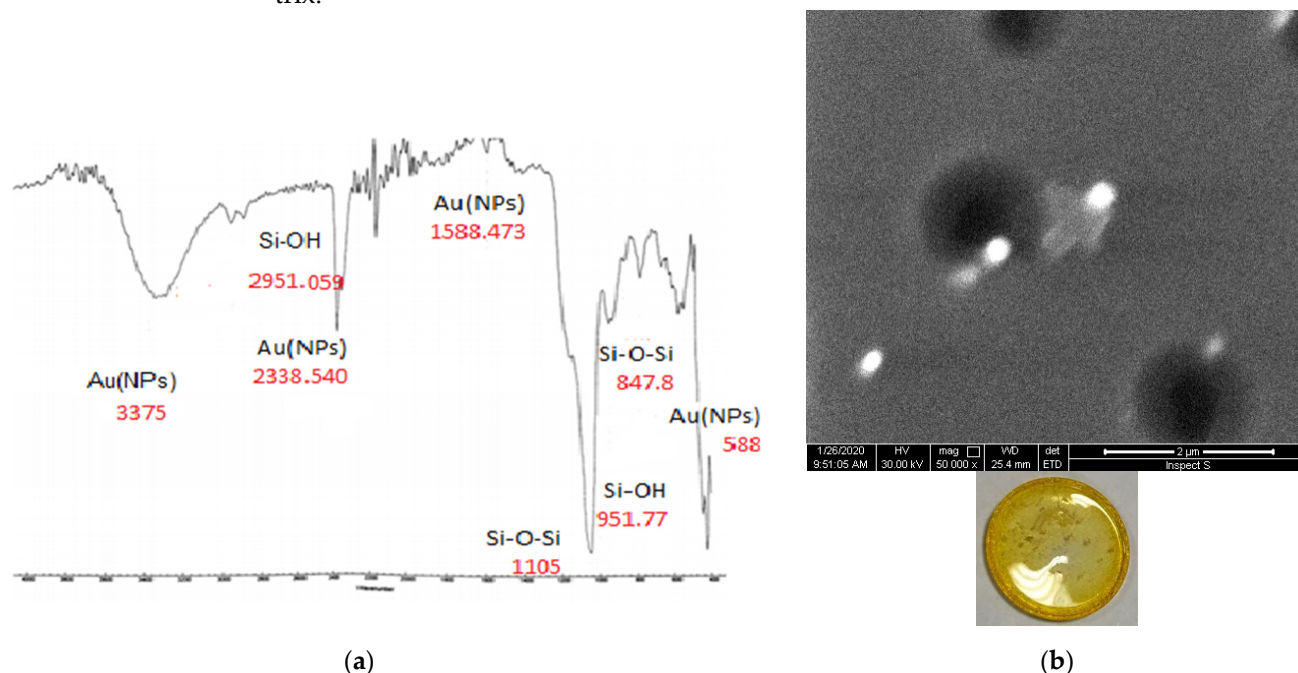 trix.
Au(NPs)
3375
Si-OH
2951.059
Au(NPs)
2338.540
Au(NPs)
1588.473
Si-O-Si
1105
Si-OH
951.77
Si-O-Si
847.8
Au(NPs)
588
1/26/2020 HV mag WD det 2 µm
9:51:05 AM 30.00 kV 50 000 x 25.4 mm ETD Inspect S
(a)
(b)